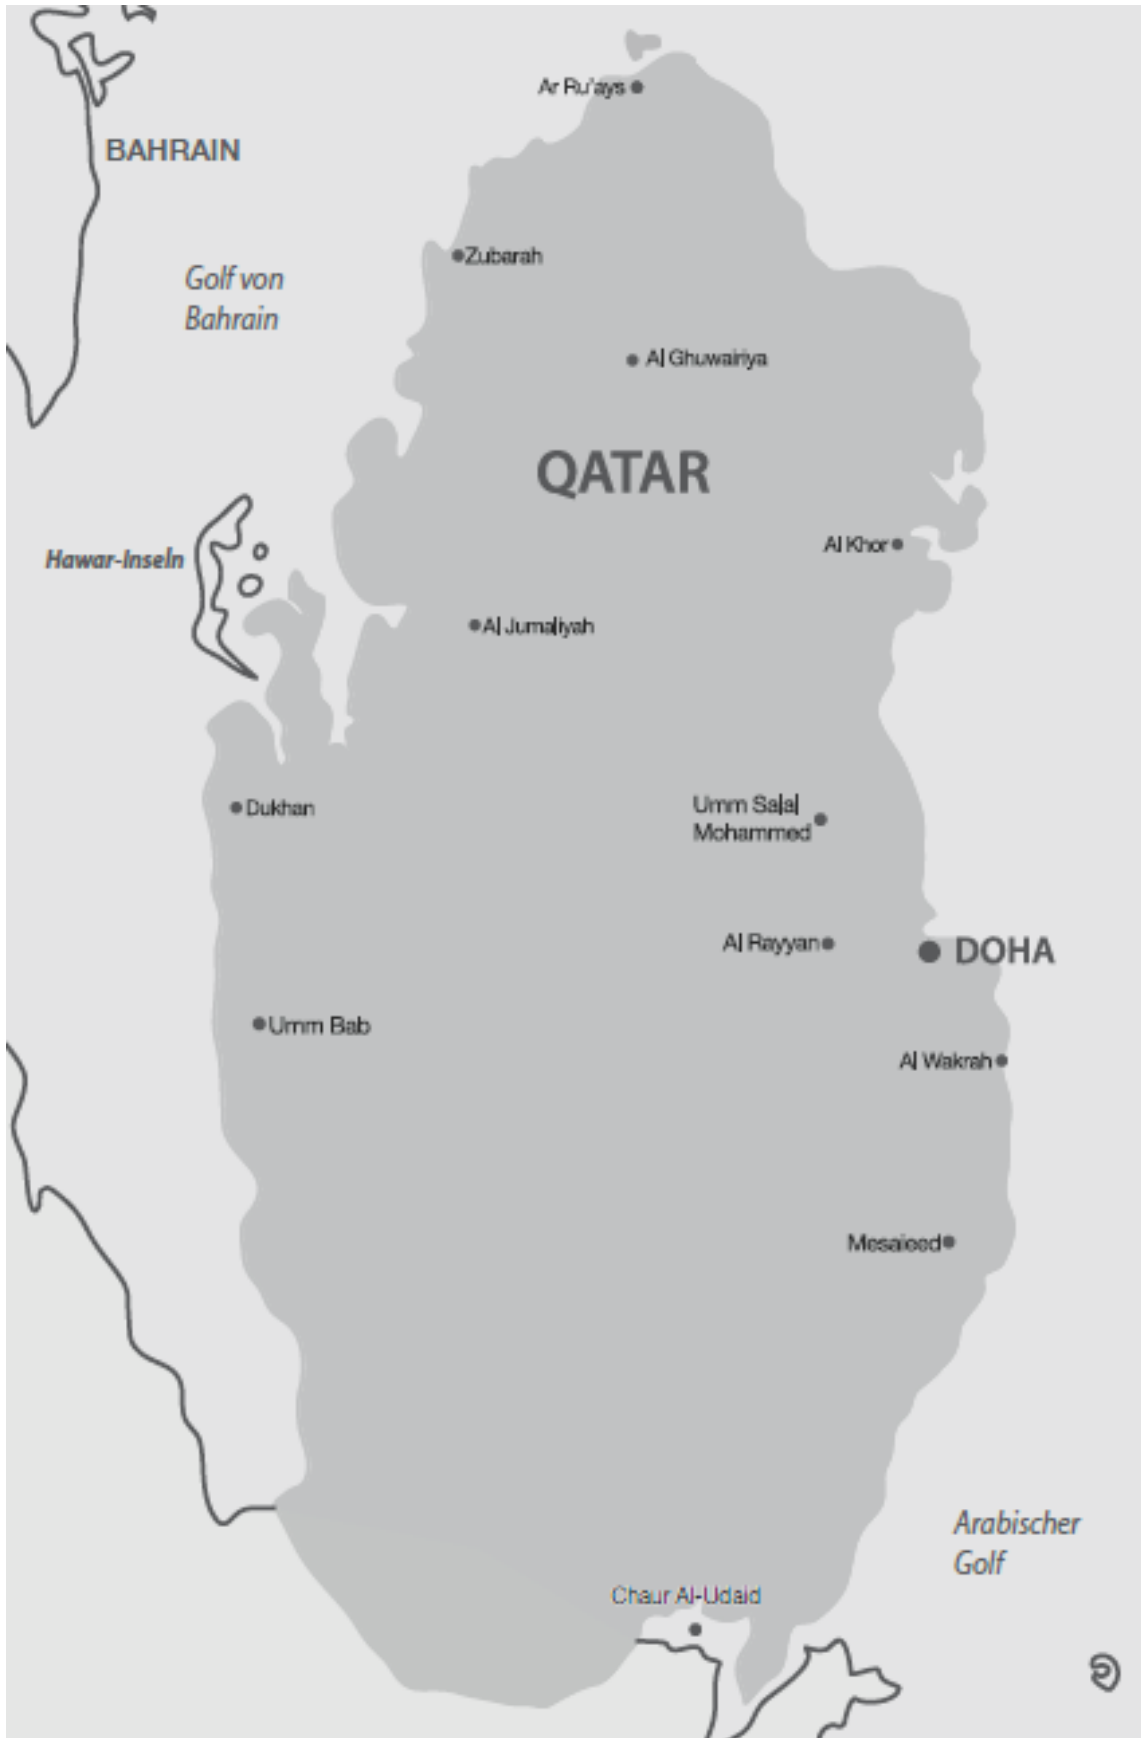 Ar Ru'ays
BAHRAIN
Zubarah
Golf von
Bahrain
Al Ghuwairiya
QATAR
Al Khor
Hawar-Inseln
Al Jumaliyah
Umm Salal
Mohammed
Dukhan
Al Rayyan
DOHA
Umm Bab
Al Wakrah
Mesaieed
Arabischer
Golf
Chaur Al-Udaid